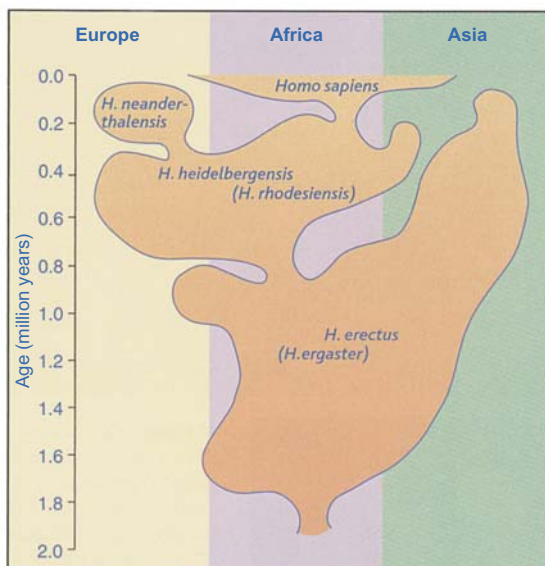 Europe Africa Asia
0.0
Homo sapiens
H. neander-
thalensis
0.2
0.4
H. heidelbergensis
(H. rhodesiensis)
0.6
0.8
1.0
H. erectus
(H.ergaster)
1.2
1.4
1.6
1.8
2.0
Age (million years)